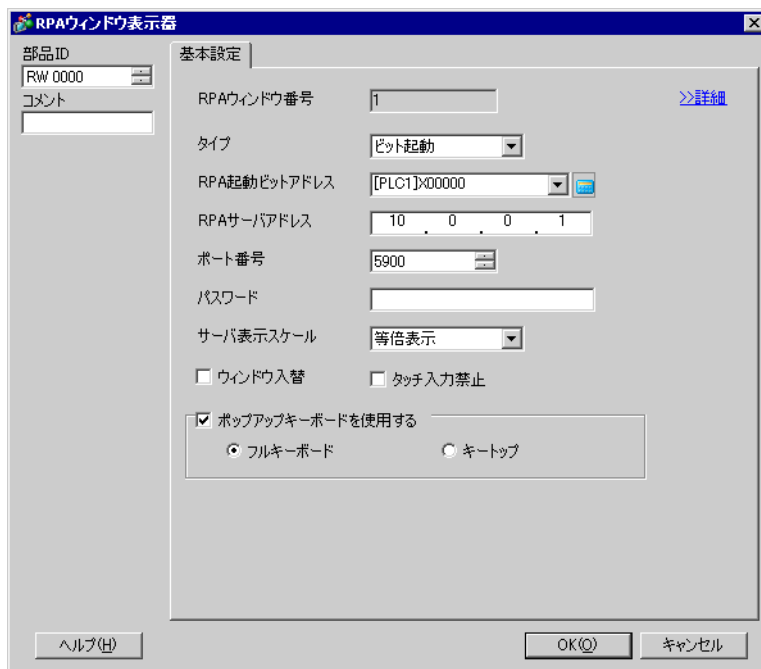 RPAウィンドウ表示器
部品ID
RW 0000
コメント
基本設定
RPAウィンドウ番号 1 >>詳細
タイプ ビット起動
RPA起動ビットアドレス [PLC1]X00000
RPAサーバアドレス 10 . 0 . 0 . 1
ポート番号 5900
パスワード
サーバ表示スケール 等倍表示
ウィンドウ入替 タッチ入力禁止
ポップアップキーボードを使用する
フルキーボード キートップ
ヘルプ(H) OK(O) キャンセル